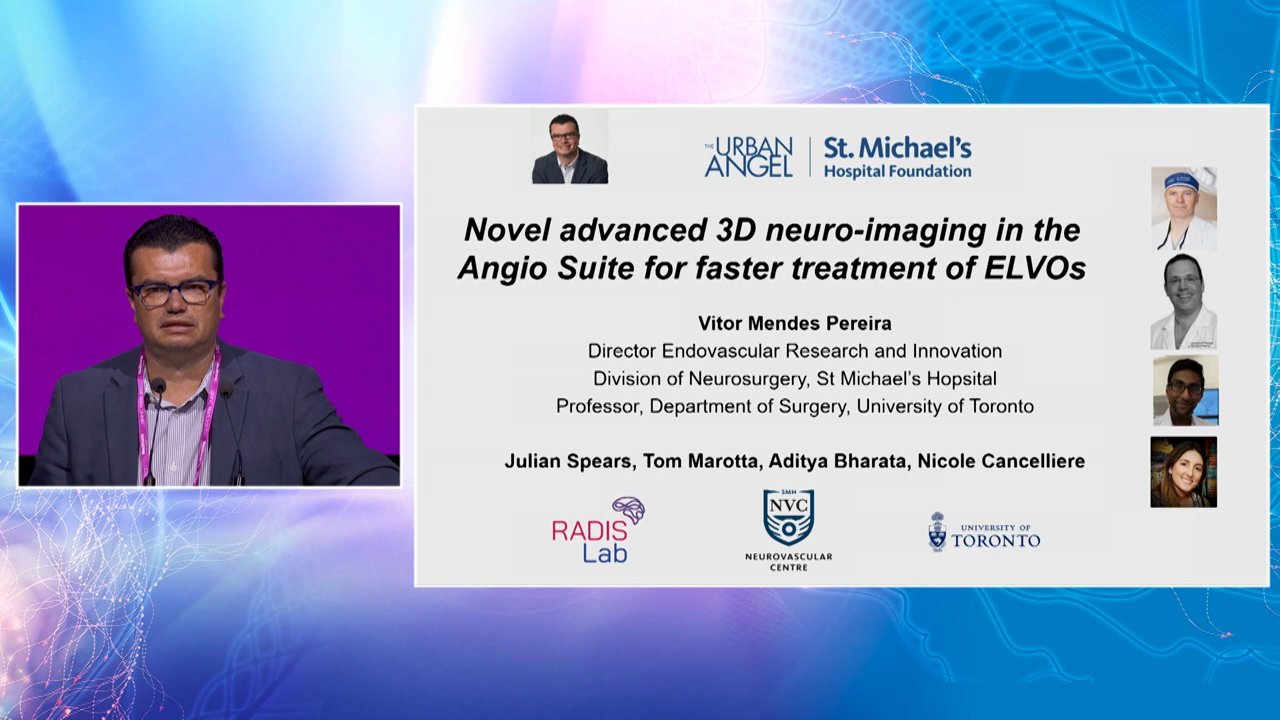 THE URBAN ANGEL
St. Michael's
Hospital Foundation
Novel advanced 3D neuro-imaging in the
Angio Suite for faster treatment of ELVOs
Vitor Mendes Pereira
Director Endovascular Research and Innovation
Division of Neurosurgery, St Michael's Hopsital
Professor, Department of Surgery, University of Toronto
Julian Spears, Tom Marotta, Aditya Bharata, Nicole Cancelliere
RADIS
Lab
SMH
NVC
NEUROVASCULAR
CENTRE
UNIVERSITY OF
TORONTO